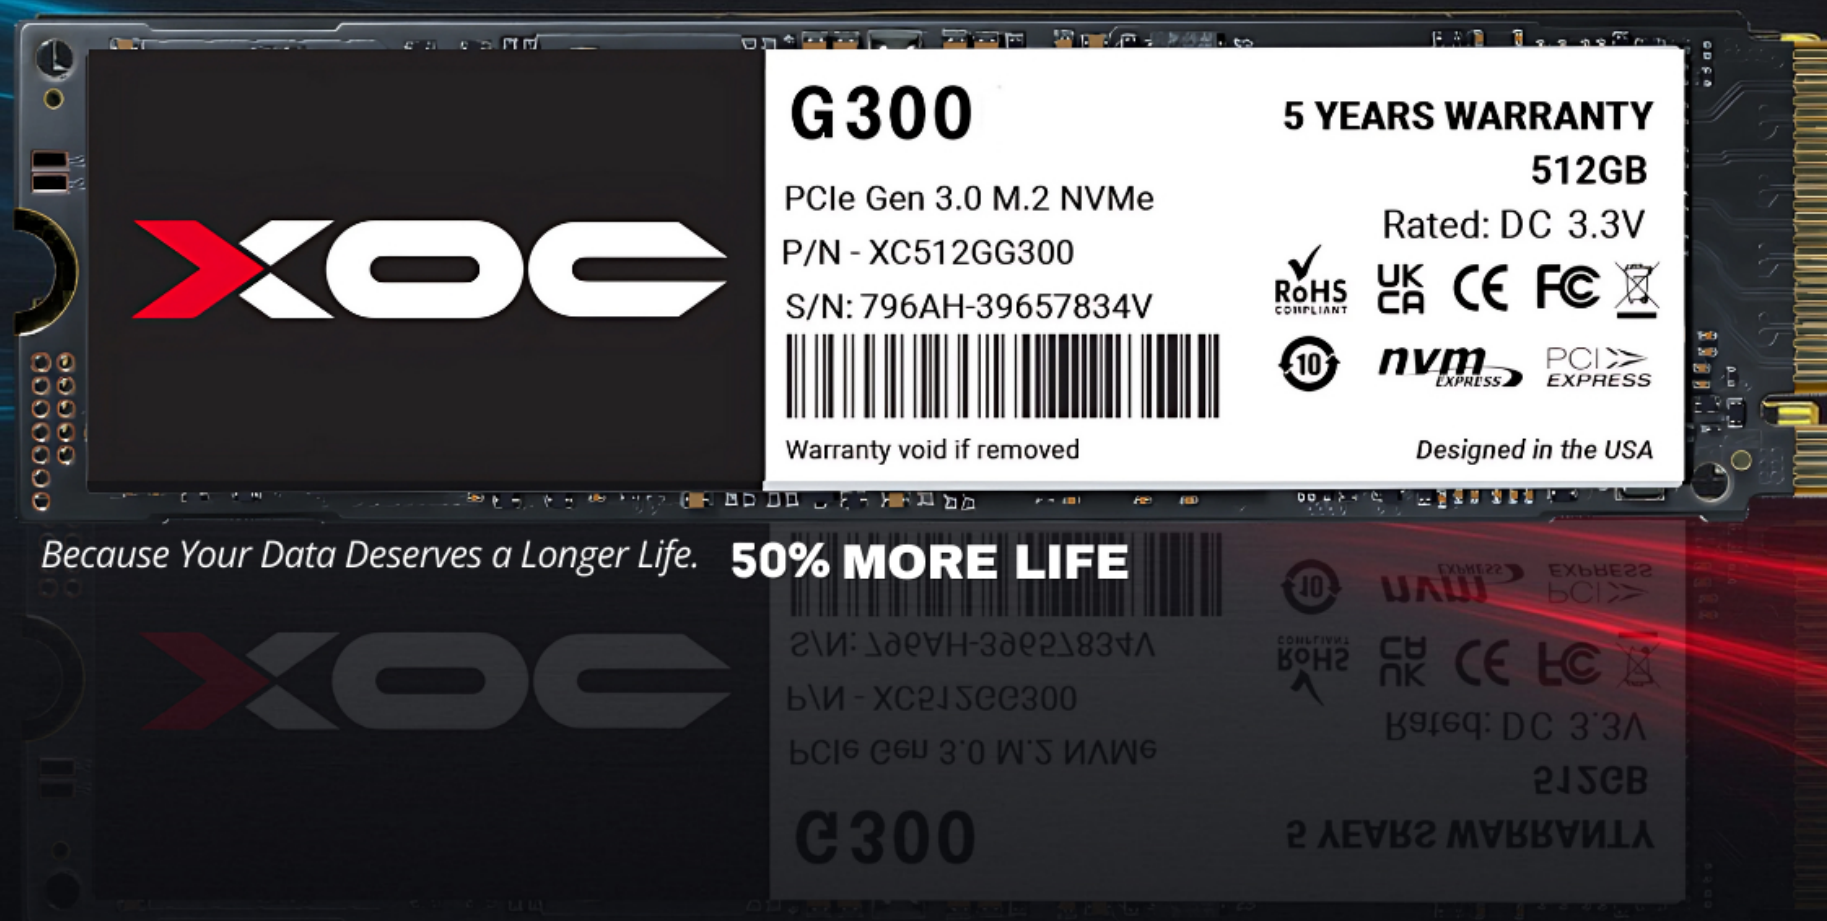 XOC
G300
PCIe Gen 3.0 M.2 NVMe
P/N - XC512GG300
S/N: 796AH-39657834V
Warranty void if removed
5 YEARS WARRANTY
512GB
Rated: DC 3.3V
RoHS
COMPLIANT
UK
CA
CE
FC
10
nvm
EXPRESS
PCI
EXPRESS
Designed in the USA
Because Your Data Deserves a Longer Life.
50% MORE LIFE